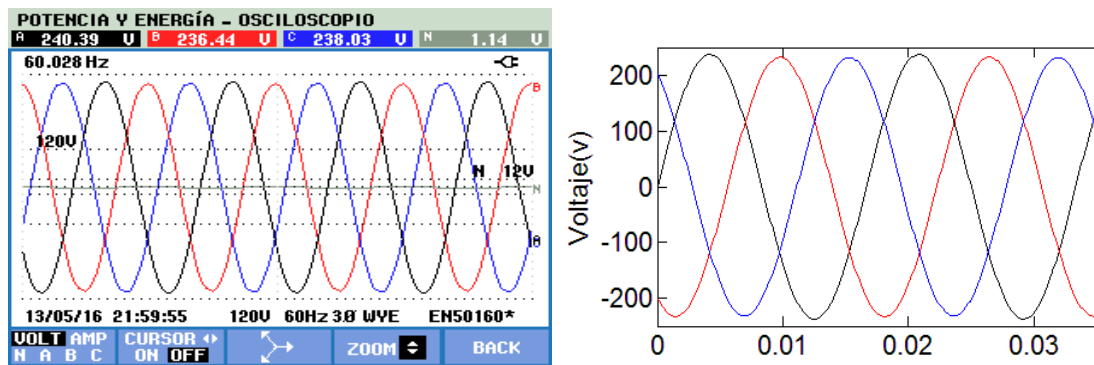 POTENCIA Y ENERGÍA – OSCILOSCOPIO
A 240.39 V B 236.44 V C 238.03 V N 1.14 V
60.028 Hz
B
120V
N 12V
N
A
13/05/16 21:59:55 120V 60Hz 3Ø WYE EN50160*
VOLT AMP CURSOR ZOOM BACK
N A B C ON OFF
Voltaje(v)
200
100
0
-100
-200
0 0.01 0.02 0.03